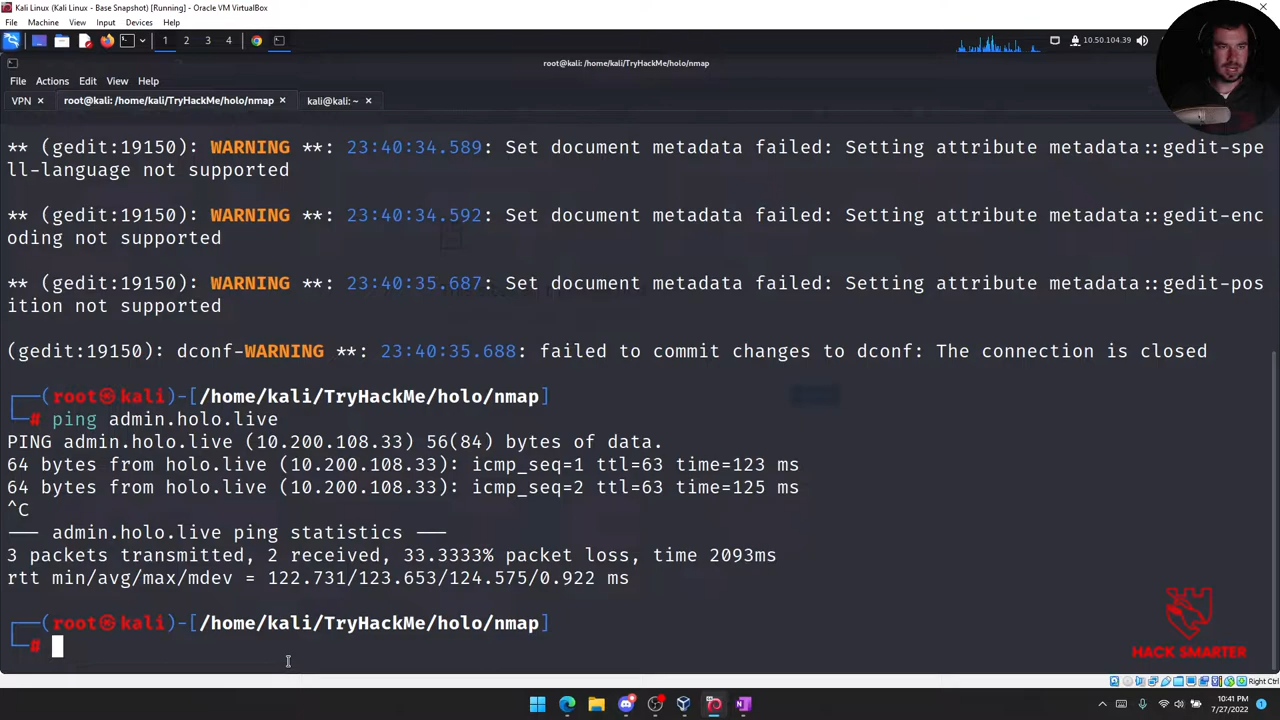 Kali Linux (Kali Linux - Base Snapshot) [Running] - Oracle VM VirtualBox
File Machine View Input Devices Help
1 2 3 4
10.50.104.39
root@kali: /home/kali/TryHackMe/holo/nmap
File Actions Edit View Help
VPN root@kali: /home/kali/TryHackMe/holo/nmap kali@kali: ~
** (gedit:19150): WARNING **: 23:40:34.589: Set document metadata failed: Setting attribute metadata::gedit-spe
ll-language not supported
** (gedit:19150): WARNING **: 23:40:34.592: Set document metadata failed: Setting attribute metadata::gedit-enc
oding not supported
** (gedit:19150): WARNING **: 23:40:35.687: Set document metadata failed: Setting attribute metadata::gedit-pos
ition not supported
(gedit:19150): dconf-WARNING **: 23:40:35.688: failed to commit changes to dconf: The connection is closed
(root㉿kali)-[/home/kali/TryHackMe/holo/nmap]
# ping admin.holo.live
PING admin.holo.live (10.200.108.33) 56(84) bytes of data.
64 bytes from holo.live (10.200.108.33): icmp_seq=1 ttl=63 time=123 ms
64 bytes from holo.live (10.200.108.33): icmp_seq=2 ttl=63 time=125 ms
^C
--- admin.holo.live ping statistics ---
3 packets transmitted, 2 received, 33.3333% packet loss, time 2093ms
rtt min/avg/max/mdev = 122.731/123.653/124.575/0.922 ms
(root㉿kali)-[/home/kali/TryHackMe/holo/nmap]
#
HACK SMARTER
Right Ctrl
10:41 PM
7/27/2022